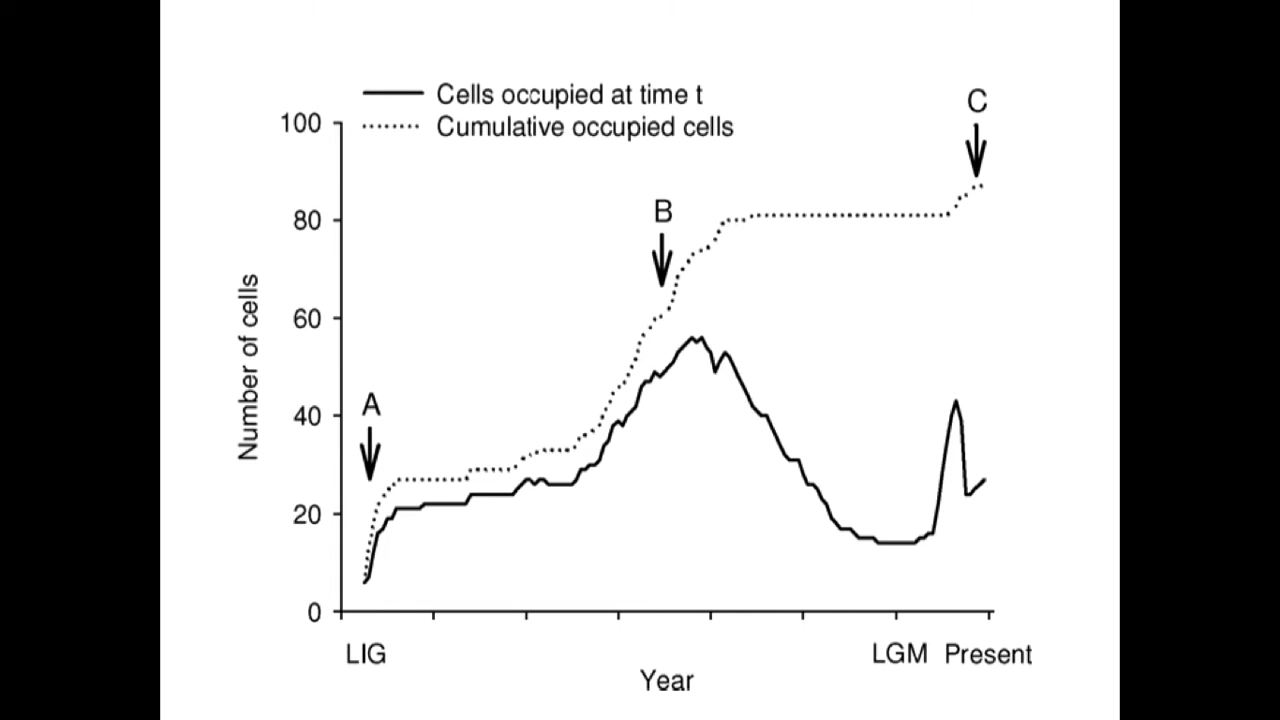 Cells occupied at time t
Cumulative occupied cells
C
100
B
80
60
Number of cells
A
40
20
0
LIG
LGM
Present
Year